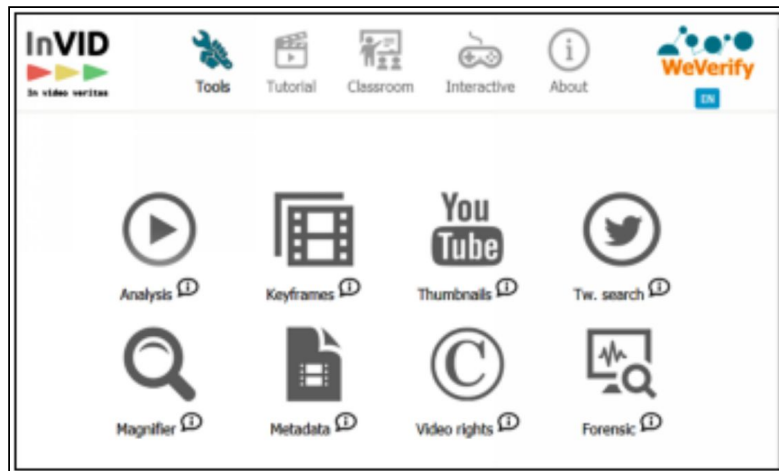 InVID
In video veritas
Tools
Tutorial
Classroom
Interactive
About
WeVerify
EN
You
Tube
Analysis
Keyframes
Thumbnails
Tw. search
Magnifier
Metadata
Video rights
Forensic